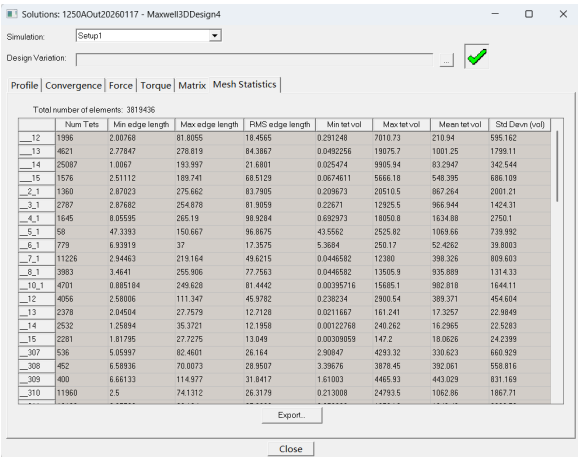 Solutions: 1250AOut20260117 - Maxwell3DDesign4
Simulation: Setup1
Design Variation: ...
Profile Convergence Force Torque Matrix Mesh Statistics
Total number of elements: 3819436
Num Tets Min edge length Max edge length RMS edge length Min tet vol Max tet vol Mean tet vol Std Devn (vol)
__12 1996 2.00768 81.8055 18.4565 0.291248 7010.73 210.94 595.162
__13 4621 2.77847 278.819 84.3867 0.0492256 19075.7 1001.25 1799.11
__14 25087 1.0067 193.997 21.6801 0.025474 9905.94 83.2947 342.544
__15 1576 2.51112 189.741 68.5129 0.0674611 5666.18 548.395 686.109
__2_1 1360 2.87023 275.662 83.7905 0.209673 20510.5 867.264 2001.21
__3_1 2787 2.87682 254.878 81.9059 0.22671 12925.5 966.944 1424.31
__4_1 1645 8.05595 265.19 98.9284 0.692973 18050.8 1634.88 2750.1
__5_1 58 47.3393 150.667 96.8675 43.5562 2525.82 1069.66 739.992
__6_1 779 6.93919 37 17.3575 5.3684 250.17 52.4262 39.8003
__7_1 11226 2.94463 219.164 49.6215 0.0446582 12380 398.326 809.603
__8_1 3983 3.4641 255.906 77.7563 0.0446582 13505.9 935.889 1314.33
__10_1 4701 0.885184 249.628 81.4442 0.00395716 15685.1 982.818 1644.11
__12 4056 2.58006 111.347 45.9782 0.238234 2900.54 389.371 454.604
__13 2378 2.04504 27.7579 12.7128 0.0211667 161.241 17.3257 22.9849
__14 2532 1.25894 35.3721 12.1958 0.00122768 240.262 16.2965 22.5283
__15 2281 1.81795 27.7275 13.049 0.00309059 147.2 18.0626 24.2399
__307 536 5.05997 82.4601 26.164 2.90847 4293.32 330.623 660.929
__308 452 6.58936 70.0073 28.9507 3.39676 3878.45 392.061 558.816
__309 400 6.66133 114.977 31.8417 1.61003 4465.93 443.029 831.169
__310 11960 2.5 74.1312 26.3179 0.213008 24793.5 1062.86 1867.71
Export..
Close